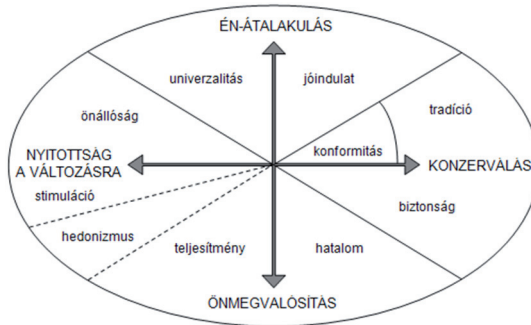 ÉN-ÁTALAKULÁS
univerzalitás
jóindulat
önállóság
tradíció
konformitás
NYITOTTSÁG
A VÁLTOZÁSRA
KONZERVÁLÁS
stimuláció
biztonság
hedonizmus
teljesítmény
hatalom
ÖNMEGVALÓSÍTÁS